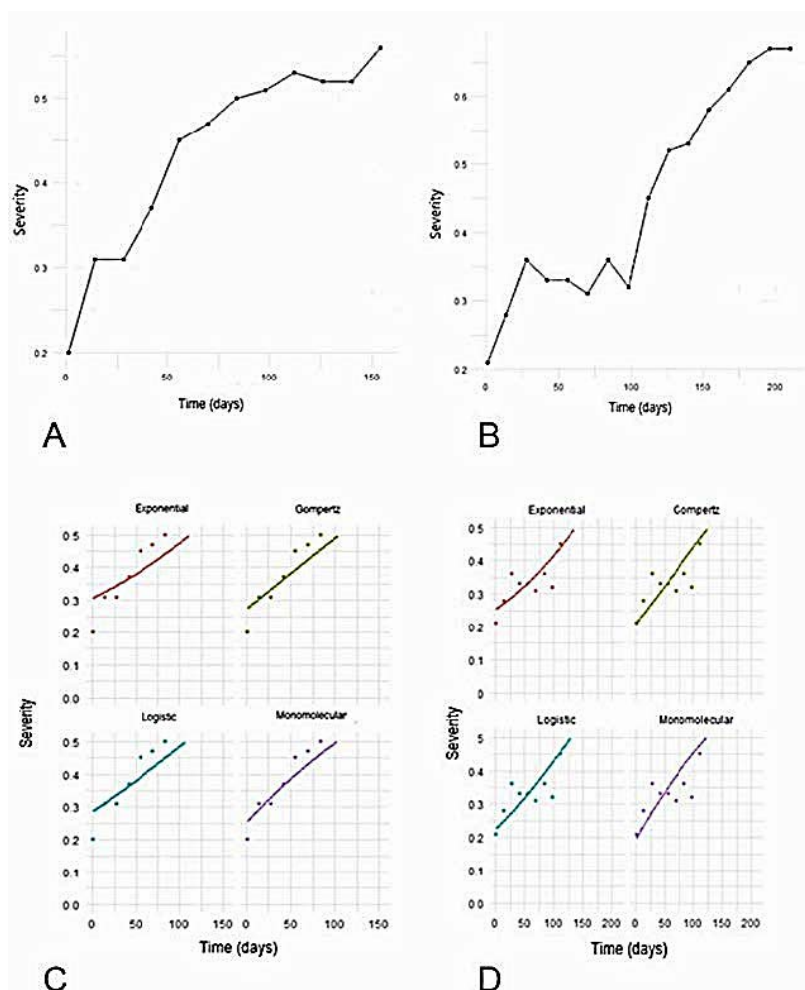 0.5
0.4
0.3
0.2
Severity
0
50
100
150
Time (days)
A
0.6
0.5
0.4
0.3
0.2
Severity
0
50
100
150
200
Time (days)
B
Exponential
Gompertz
0.5
0.4
0.3
0.2
0.1
0.0
Logistic
Monomolecular
0.5
0.4
0.3
0.2
0.1
0.0
Severity
0 50 100 150 0 50 100 150
Time (days)
C
Exponential
Gompertz
0.5
0.4
0.3
0.2
0.1
0
Logistic
Monomolecular
5
0.4
0.3
0.2
0.1
0.0
Severity
0 50 100 150 200 0 50 100 150 200
Time (days)
D